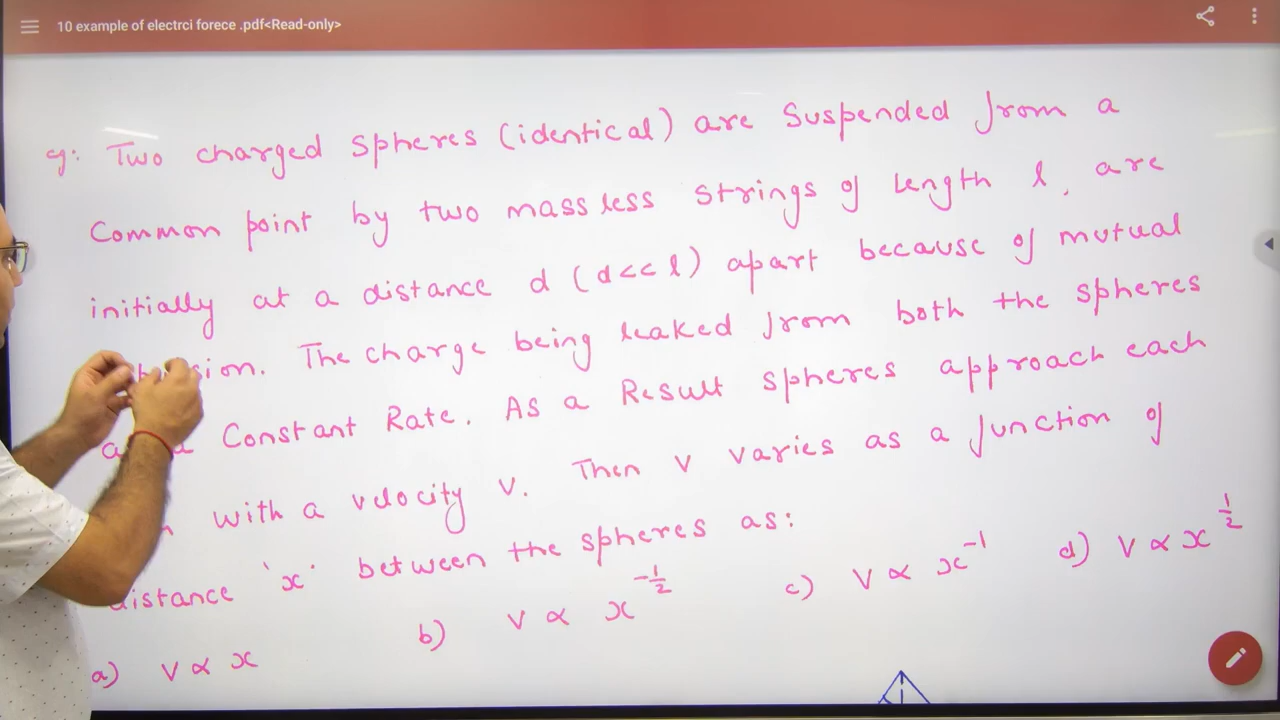 10 example of electrci forece .pdf<Read-only>
g: Two charged spheres (identical) are Suspended from a
Common point by two mass less strings of length l, are
initially at a distance d (d<<l) apart because of mutual
The charge being leaked from both the spheres
Constant Rate. As a Result spheres approach each
with a velocity v. Then v varies as a function of
distance 'x' between the spheres as:
a) v ∝ x b) v ∝ x^{-1/2} c) v ∝ x^{-1} d) v ∝ x^{1/2}